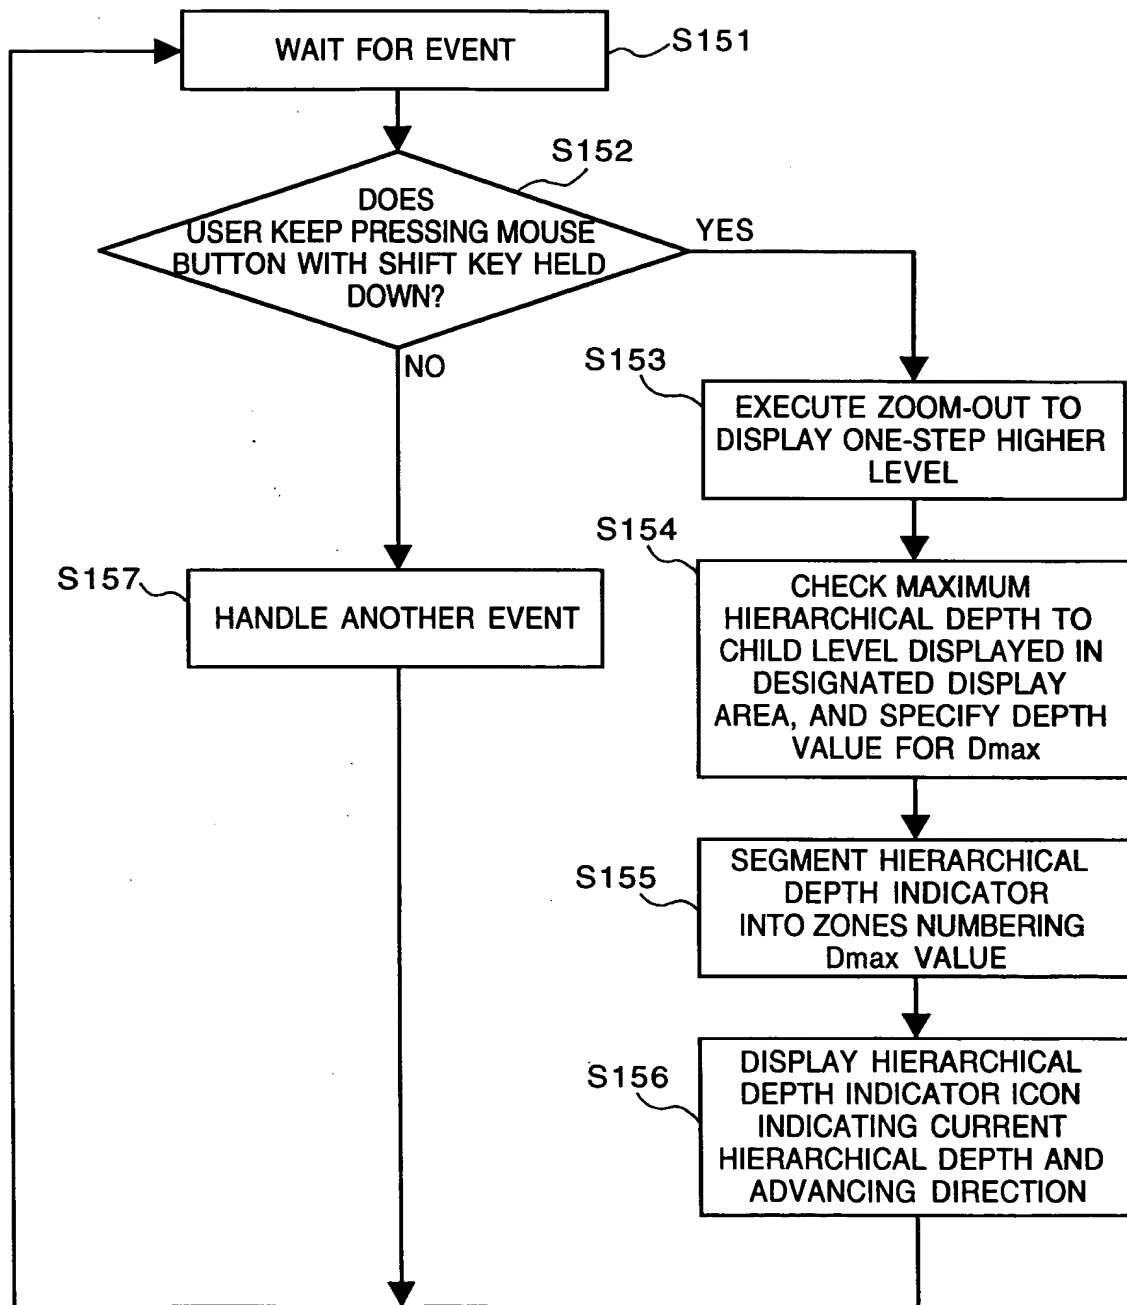 WAIT FOR EVENT
S151
S152
DOES
USER KEEP PRESSING MOUSE
BUTTON WITH SHIFT KEY HELD
DOWN?
YES
NO
S153
EXECUTE ZOOM-OUT TO
DISPLAY ONE-STEP HIGHER
LEVEL
S154
CHECK MAXIMUM
HIERARCHICAL DEPTH TO
CHILD LEVEL DISPLAYED IN
DESIGNATED DISPLAY
AREA, AND SPECIFY DEPTH
VALUE FOR Dmax
S157
HANDLE ANOTHER EVENT
S155
SEGMENT HIERARCHICAL
DEPTH INDICATOR
INTO ZONES NUMBERING
Dmax VALUE
S156
DISPLAY HIERARCHICAL
DEPTH INDICATOR ICON
INDICATING CURRENT
HIERARCHICAL DEPTH AND
ADVANCING DIRECTION